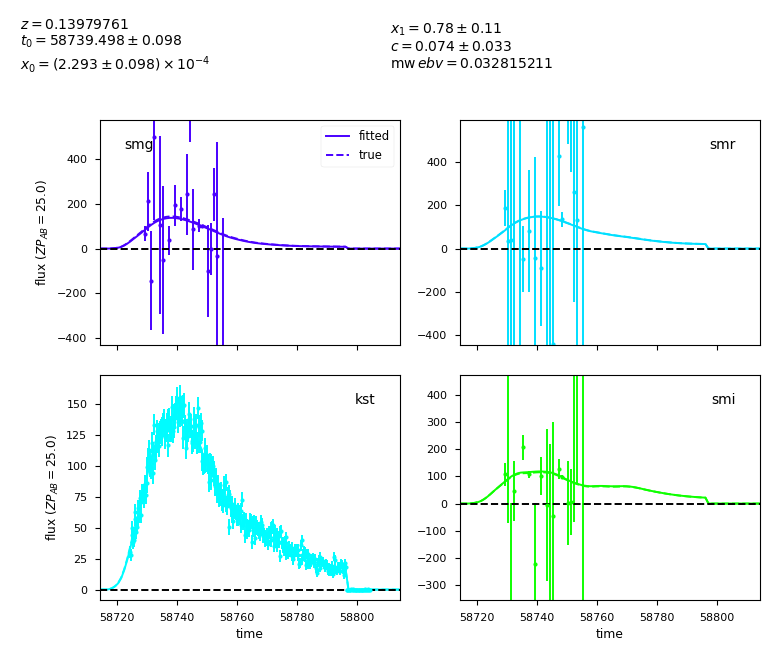 z = 0.13979761
t₀ = 58739.498 ± 0.098
x₀ = (2.293 ± 0.098) × 10⁻⁴
x₁ = 0.78 ± 0.11
c = 0.074 ± 0.033
mw ebv = 0.032815211
smg
fitted
true
flux (ZP_AB = 25.0)
400
200
0
−200
−400
smr
400
200
0
−200
−400
kst
flux (ZP_AB = 25.0)
150
125
100
75
50
25
0
58720 58740 58760 58780 58800
time
smi
400
300
200
100
0
−100
−200
−300
58720 58740 58760 58780 58800
time